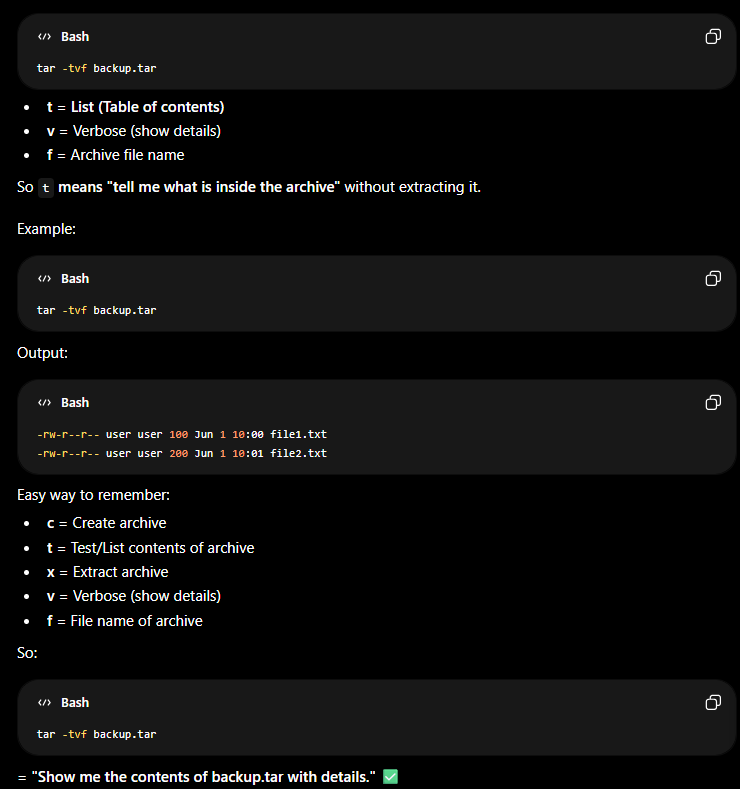 Bash
tar -tvf backup.tar
t = List (Table of contents)
v = Verbose (show details)
f = Archive file name
So t means "tell me what is inside the archive" without extracting it.
Example:
Bash
tar -tvf backup.tar
Output:
Bash
-rw-r--r-- user user 100 Jun 1 10:00 file1.txt
-rw-r--r-- user user 200 Jun 1 10:01 file2.txt
Easy way to remember:
c = Create archive
t = Test/List contents of archive
x = Extract archive
v = Verbose (show details)
f = File name of archive
So:
Bash
tar -tvf backup.tar
= "Show me the contents of backup.tar with details." ✅